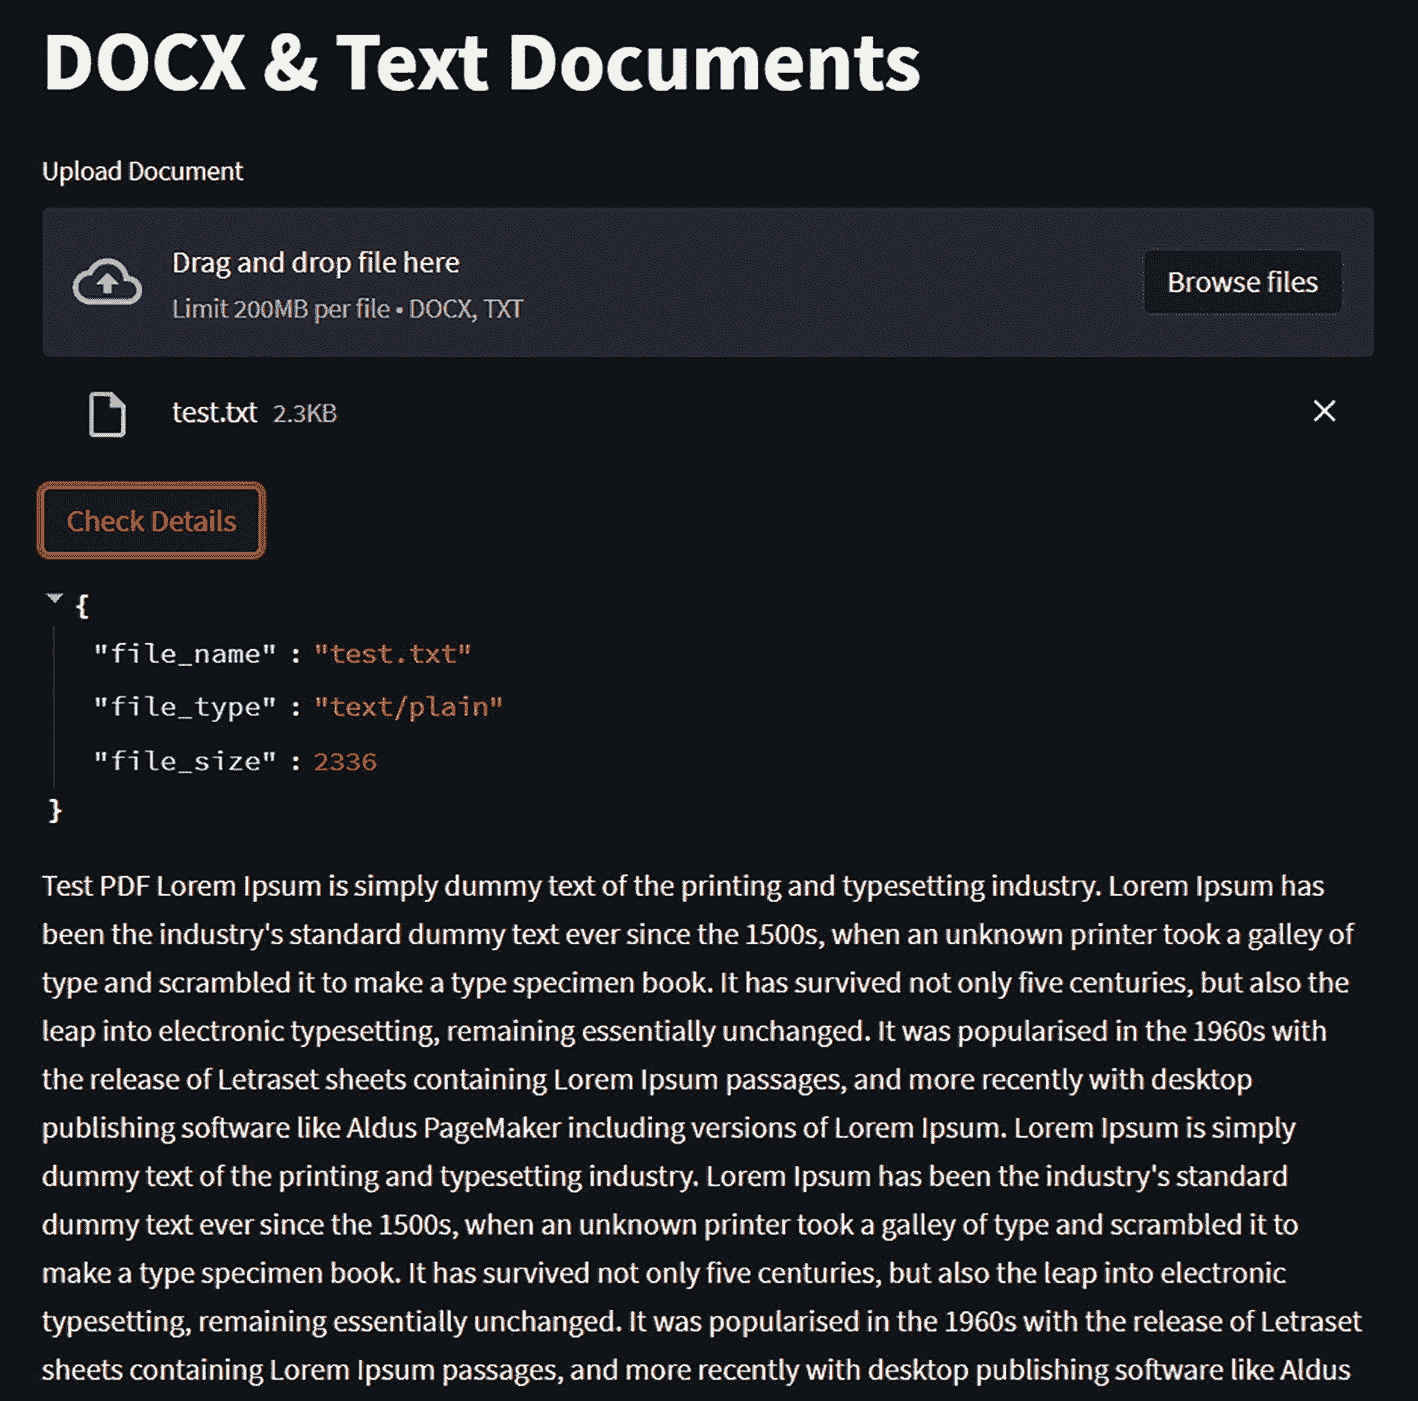 DOCX & Text Documents
Upload Document
Drag and drop file here
Limit 200MB per file • DOCX, TXT
Browse files
test.txt 2.3KB
Check Details
{
"file_name" : "test.txt"
"file_type" : "text/plain"
"file_size" : 2336
}
Test PDF Lorem Ipsum is simply dummy text of the printing and typesetting industry. Lorem Ipsum has
been the industry's standard dummy text ever since the 1500s, when an unknown printer took a galley of
type and scrambled it to make a type specimen book. It has survived not only five centuries, but also the
leap into electronic typesetting, remaining essentially unchanged. It was popularised in the 1960s with
the release of Letraset sheets containing Lorem Ipsum passages, and more recently with desktop
publishing software like Aldus PageMaker including versions of Lorem Ipsum. Lorem Ipsum is simply
dummy text of the printing and typesetting industry. Lorem Ipsum has been the industry's standard
dummy text ever since the 1500s, when an unknown printer took a galley of type and scrambled it to
make a type specimen book. It has survived not only five centuries, but also the leap into electronic
typesetting, remaining essentially unchanged. It was popularised in the 1960s with the release of Letraset
sheets containing Lorem Ipsum passages, and more recently with desktop publishing software like Aldus